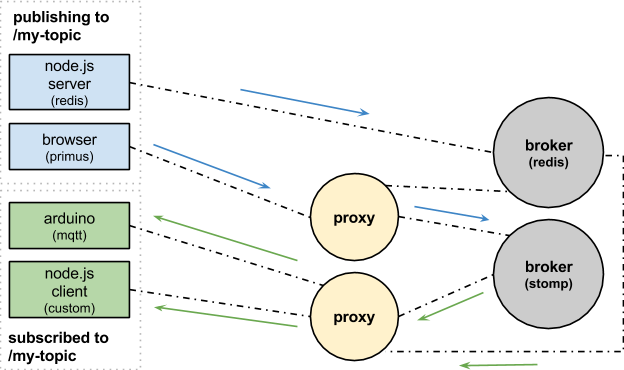 publishing to
/my-topic
node.js
server
(redis)
browser
(primus)
arduino
(mqtt)
node.js
client
(custom)
subscribed to
/my-topic
proxy
proxy
broker
(redis)
broker
(stomp)